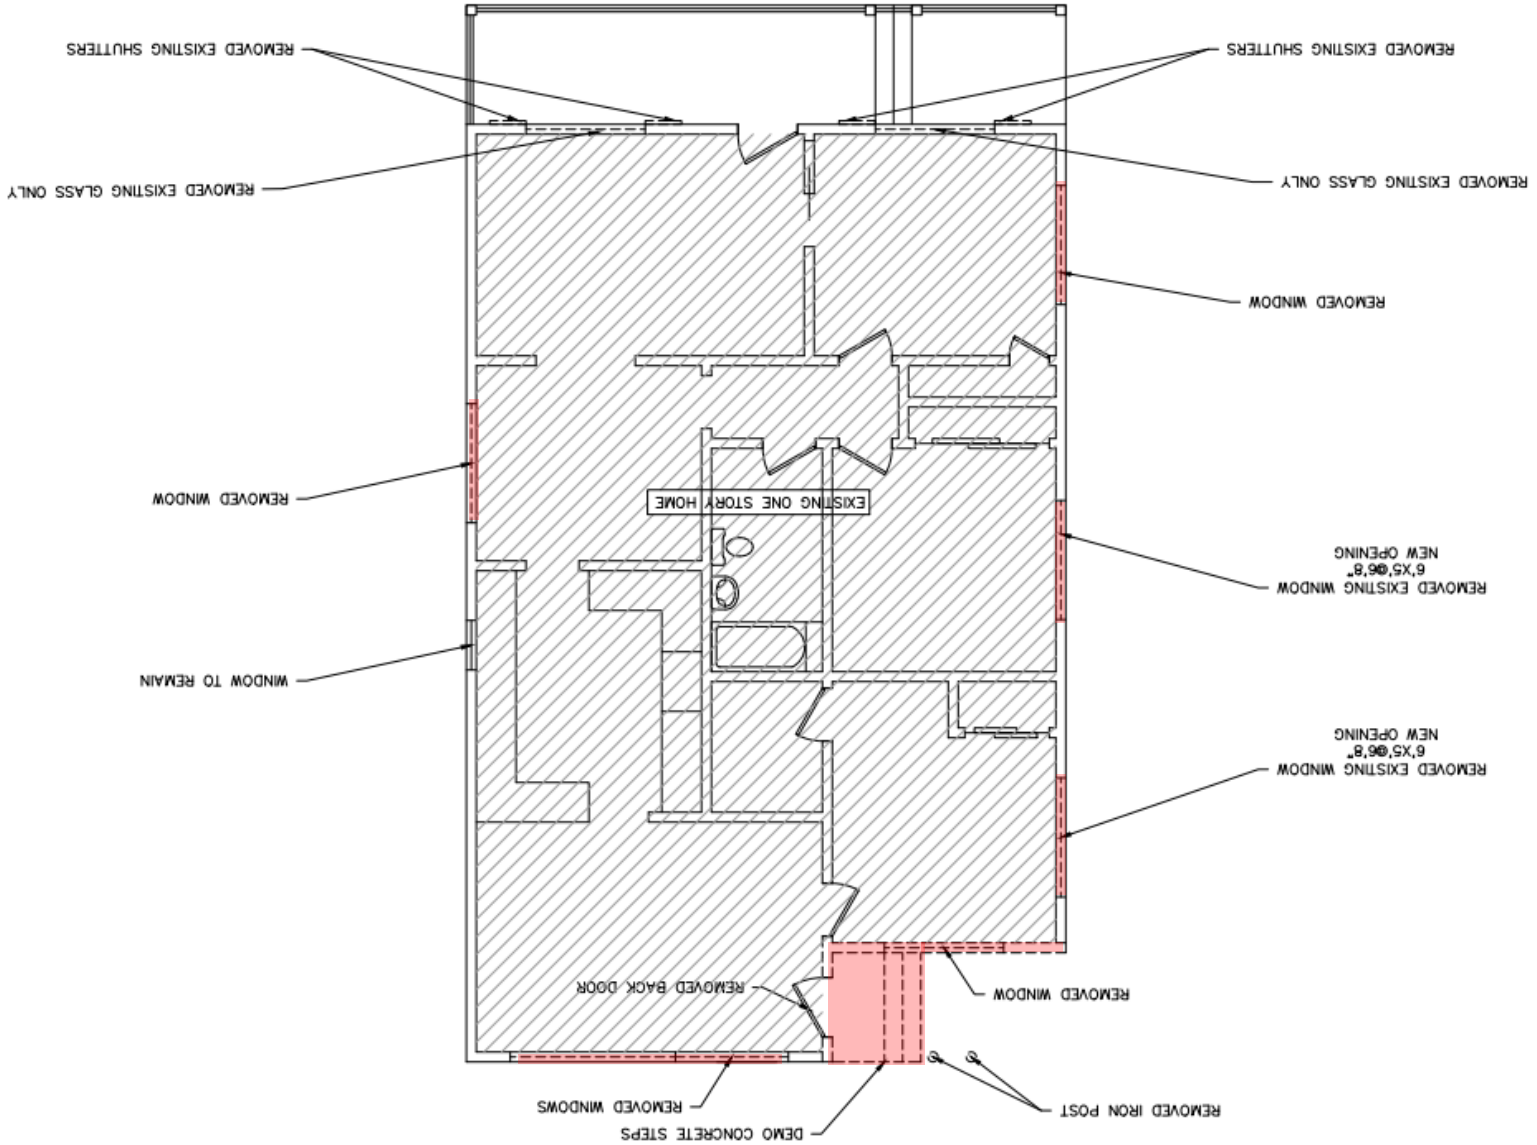 DEMO CONCRETE STEPS
REMOVED IRON POST
REMOVED WINDOWS
REMOVED WINDOW
REMOVED BACK DOOR
REMOVED EXISTING WINDOW
6'X5'@6'8"
NEW OPENING
WINDOW TO REMAIN
REMOVED EXISTING WINDOW
6'X5'@6'8"
NEW OPENING
EXISTING ONE STORY HOME
REMOVED WINDOW
REMOVED WINDOW
REMOVED EXISTING GLASS ONLY
REMOVED EXISTING GLASS ONLY
REMOVED EXISTING SHUTTERS
REMOVED EXISTING SHUTTERS